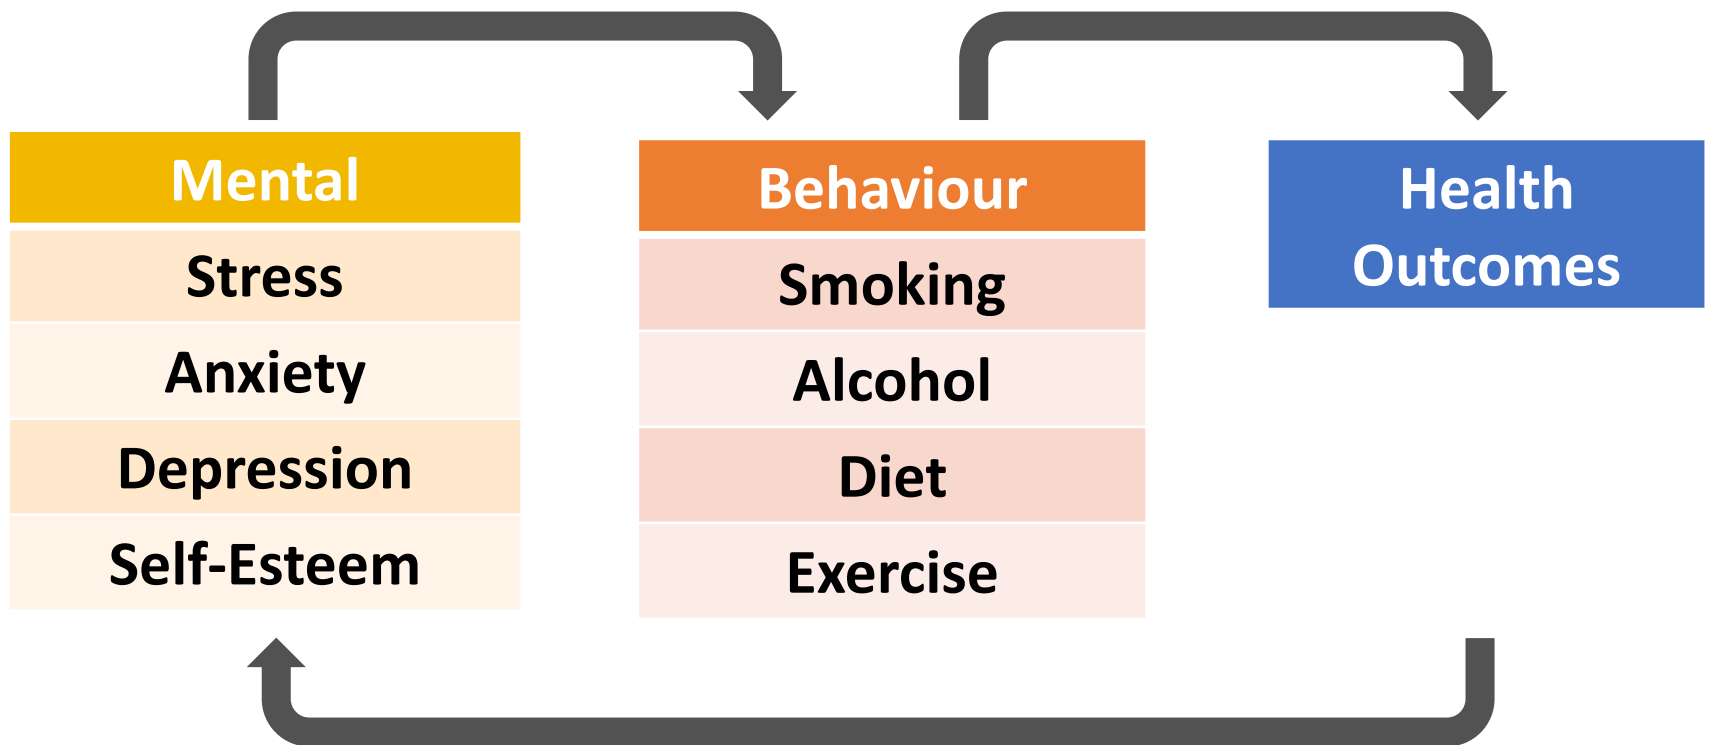 Mental
Stress
Anxiety
Depression
Self-Esteem
Behaviour
Smoking
Alcohol
Diet
Exercise
Health
Outcomes